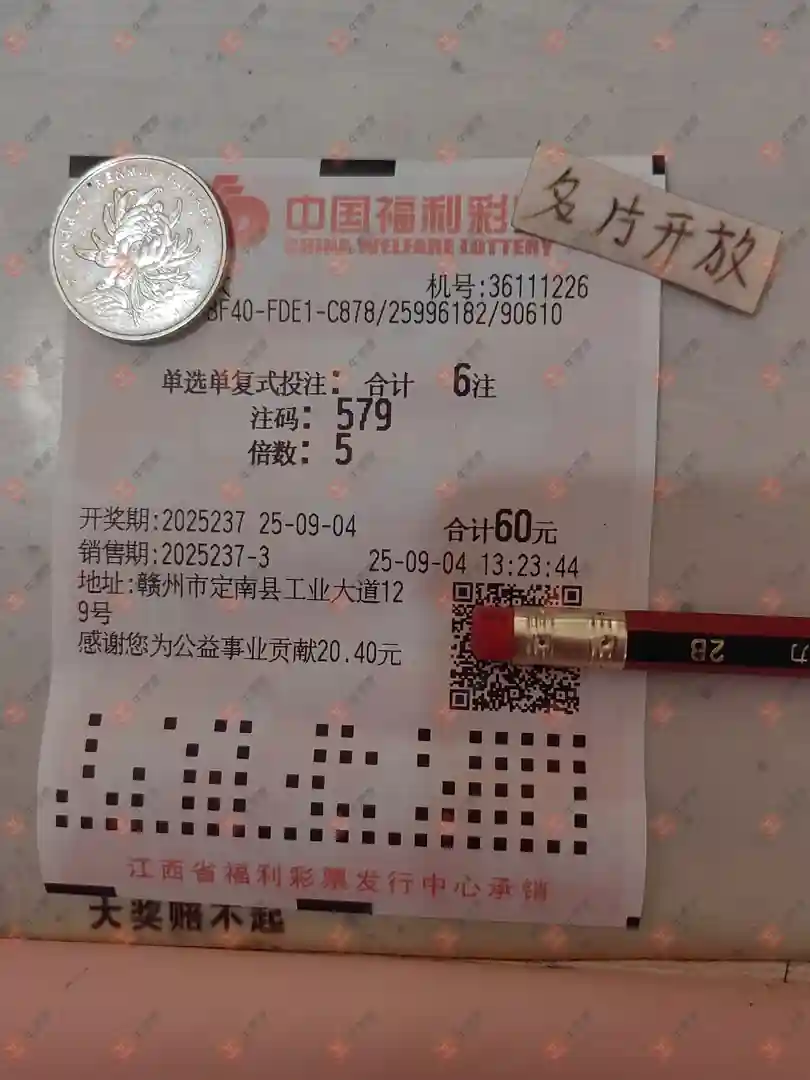 中国福利彩
CHINA WELFARE LOTTERY
名片开放
机号:36111226
8F40-FDE1-C878/25996182/90610
单选单复式投注: 合计 6注
注码: 579
倍数: 5
开奖期:2025237 25-09-04 合计60元
销售期:2025237-3 25-09-04 13:23:44
地址:赣州市定南县工业大道12
9号
感谢您为公益事业贡献20.40元
2B
力
江西省福利彩票发行中心承销
大奖赔不起